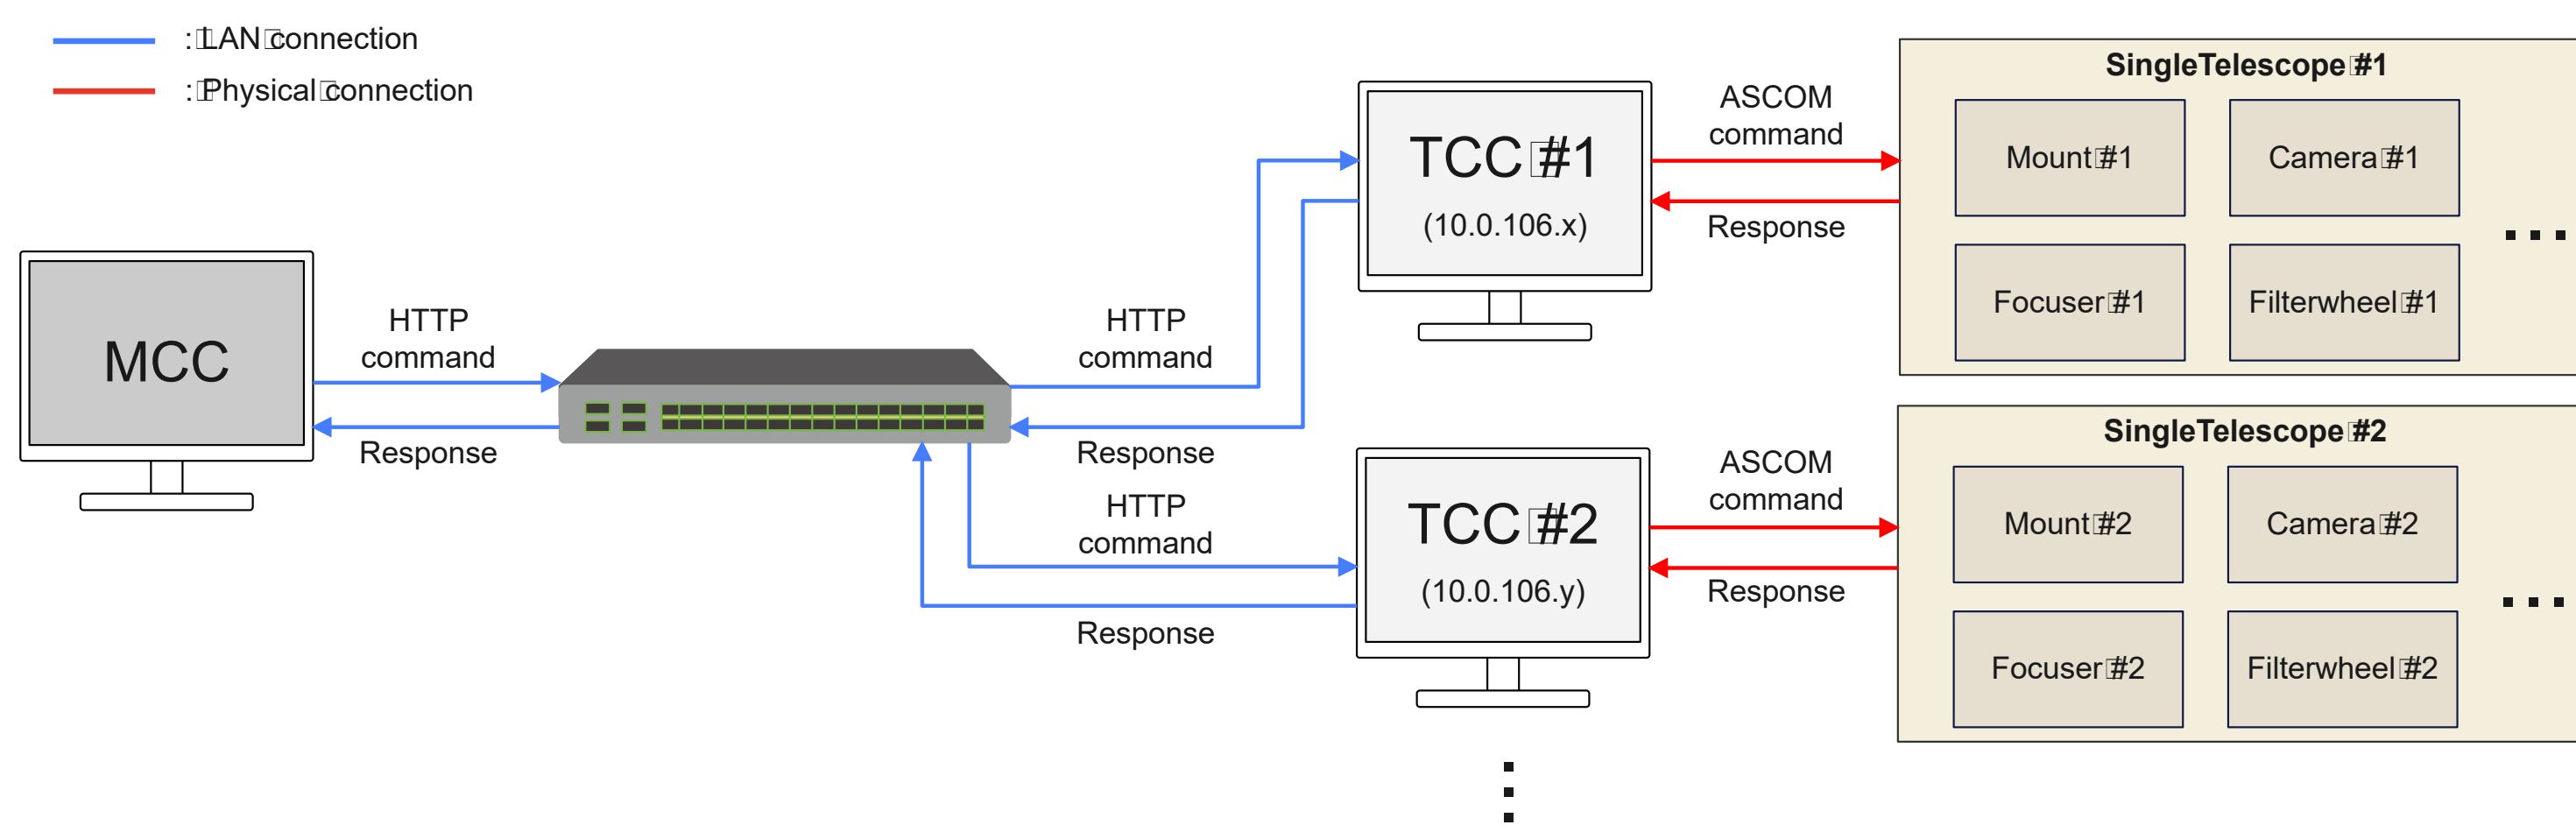 : LAN connection
: Physical connection
MCC
HTTP
command
Response
HTTP
command
Response
HTTP
command
Response
TCC #1
(10.0.106.x)
ASCOM
command
Response
SingleTelescope #1
Mount #1
Camera #1
Focuser #1
Filterwheel #1
...
TCC #2
(10.0.106.y)
ASCOM
command
Response
SingleTelescope #2
Mount #2
Camera #2
Focuser #2
Filterwheel #2
...